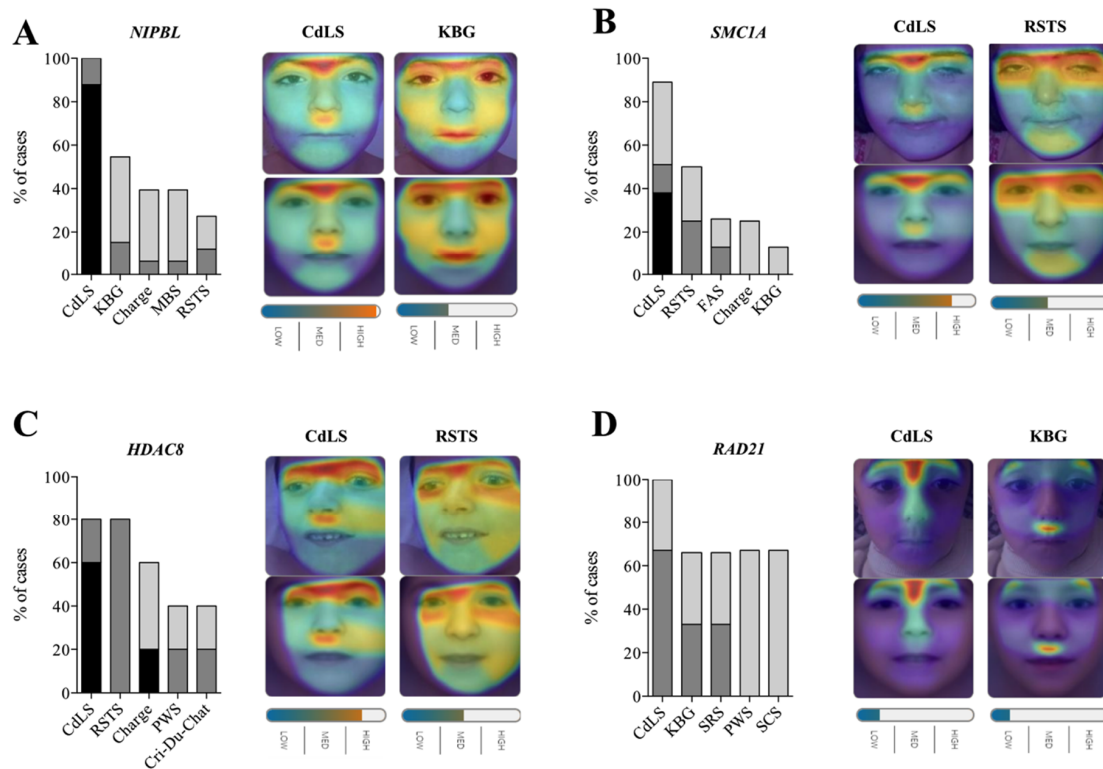 A
NIPBL
CdLS
KBG
% of cases
100
80
60
40
20
0
CdLS
KBG
Charge
MBS
RSTS
LOW
MED
HIGH
LOW
MED
HIGH
B
SMC1A
CdLS
RSTS
% of cases
100
80
60
40
20
0
CdLS
RSTS
FAS
Charge
KBG
LOW
MED
HIGH
LOW
MED
HIGH
C
HDAC8
CdLS
RSTS
% of cases
100
80
60
40
20
0
CdLS
RSTS
Charge
PWS
Cri-Du-Chat
LOW
MED
HIGH
LOW
MED
HIGH
D
RAD21
CdLS
KBG
% of cases
100
80
60
40
20
0
CdLS
KBG
SRS
PWS
SCS
LOW
MED
HIGH
LOW
MED
HIGH